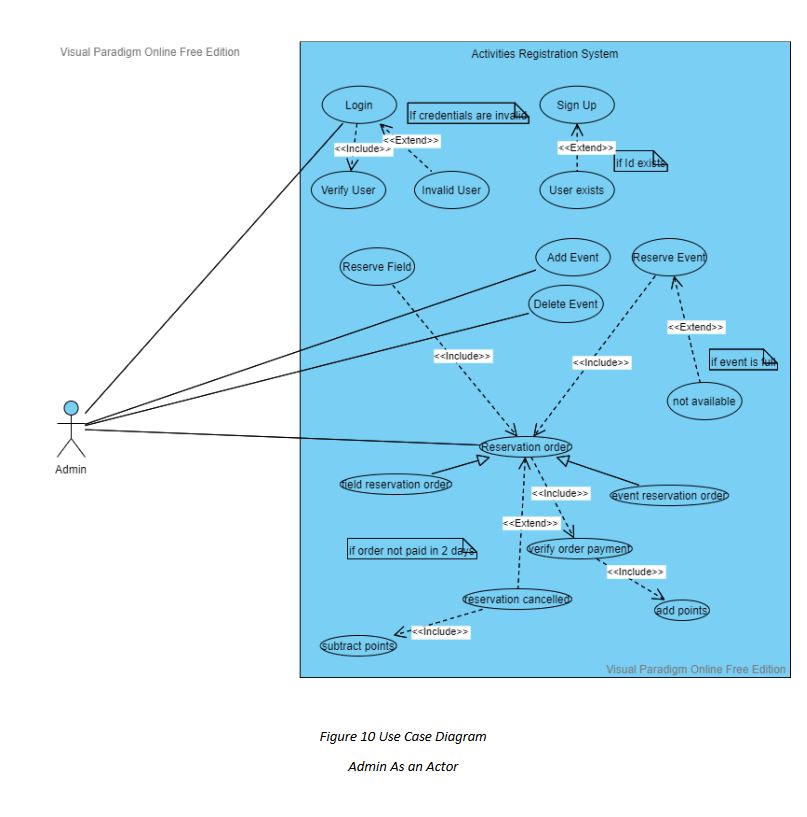 Visual Paradigm Online Free Edition
Activities Registration System
Login
If credentials are invalid
Sign Up
<<Extend>>
<<Include>>
<<Extend>>
if Id exists
Verify User
Invalid User
User exists
Reserve Field
Add Event
Reserve Event
Delete Event
<<Extend>>
<<Include>>
<<Include>>
if event is full
not available
Admin
Reservation order
field reservation order
<<Include>>
event reservation order
<<Extend>>
if order not paid in 2 days
verify order payment
<<Include>>
reservation cancelled
add points
<<Include>>
subtract points
Visual Paradigm Online Free Edition
Figure 10 Use Case Diagram
Admin As an Actor